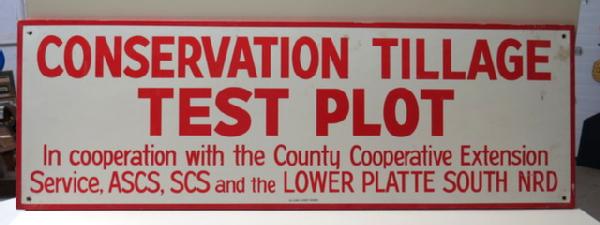 CONSERVATION TILLAGE
TEST PLOT
In cooperation with the County Cooperative Extension
Service, ASCS, SCS and the LOWER PLATTE SOUTH NRD